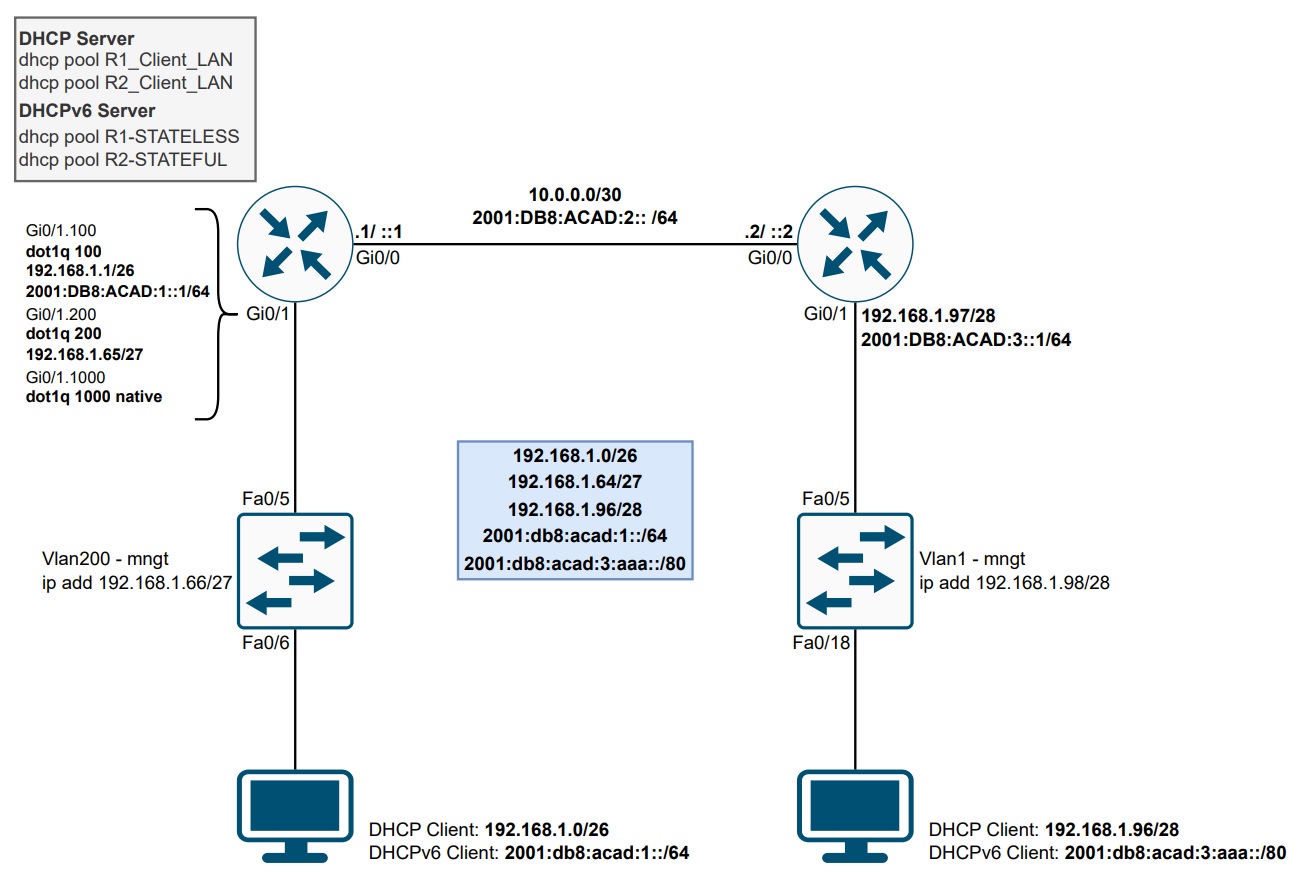 DHCP Server
dhcp pool R1_Client_LAN
dhcp pool R2_Client_LAN
DHCPv6 Server
dhcp pool R1-STATELESS
dhcp pool R2-STATEFUL
10.0.0.0/30
2001:DB8:ACAD:2:: /64
.1/ ::1
Gi0/0
.2/ ::2
Gi0/0
Gi0/1.100
dot1q 100
192.168.1.1/26
2001:DB8:ACAD:1::1/64
Gi0/1.200
dot1q 200
192.168.1.65/27
Gi0/1.1000
dot1q 1000 native
Gi0/1
Gi0/1
192.168.1.97/28
2001:DB8:ACAD:3::1/64
192.168.1.0/26
192.168.1.64/27
192.168.1.96/28
2001:db8:acad:1::/64
2001:db8:acad:3:aaa::/80
Fa0/5
Vlan200 - mngt
ip add 192.168.1.66/27
Fa0/6
Fa0/5
Vlan1 - mngt
ip add 192.168.1.98/28
Fa0/18
DHCP Client: 192.168.1.0/26
DHCPv6 Client: 2001:db8:acad:1::/64
DHCP Client: 192.168.1.96/28
DHCPv6 Client: 2001:db8:acad:3:aaa::/80